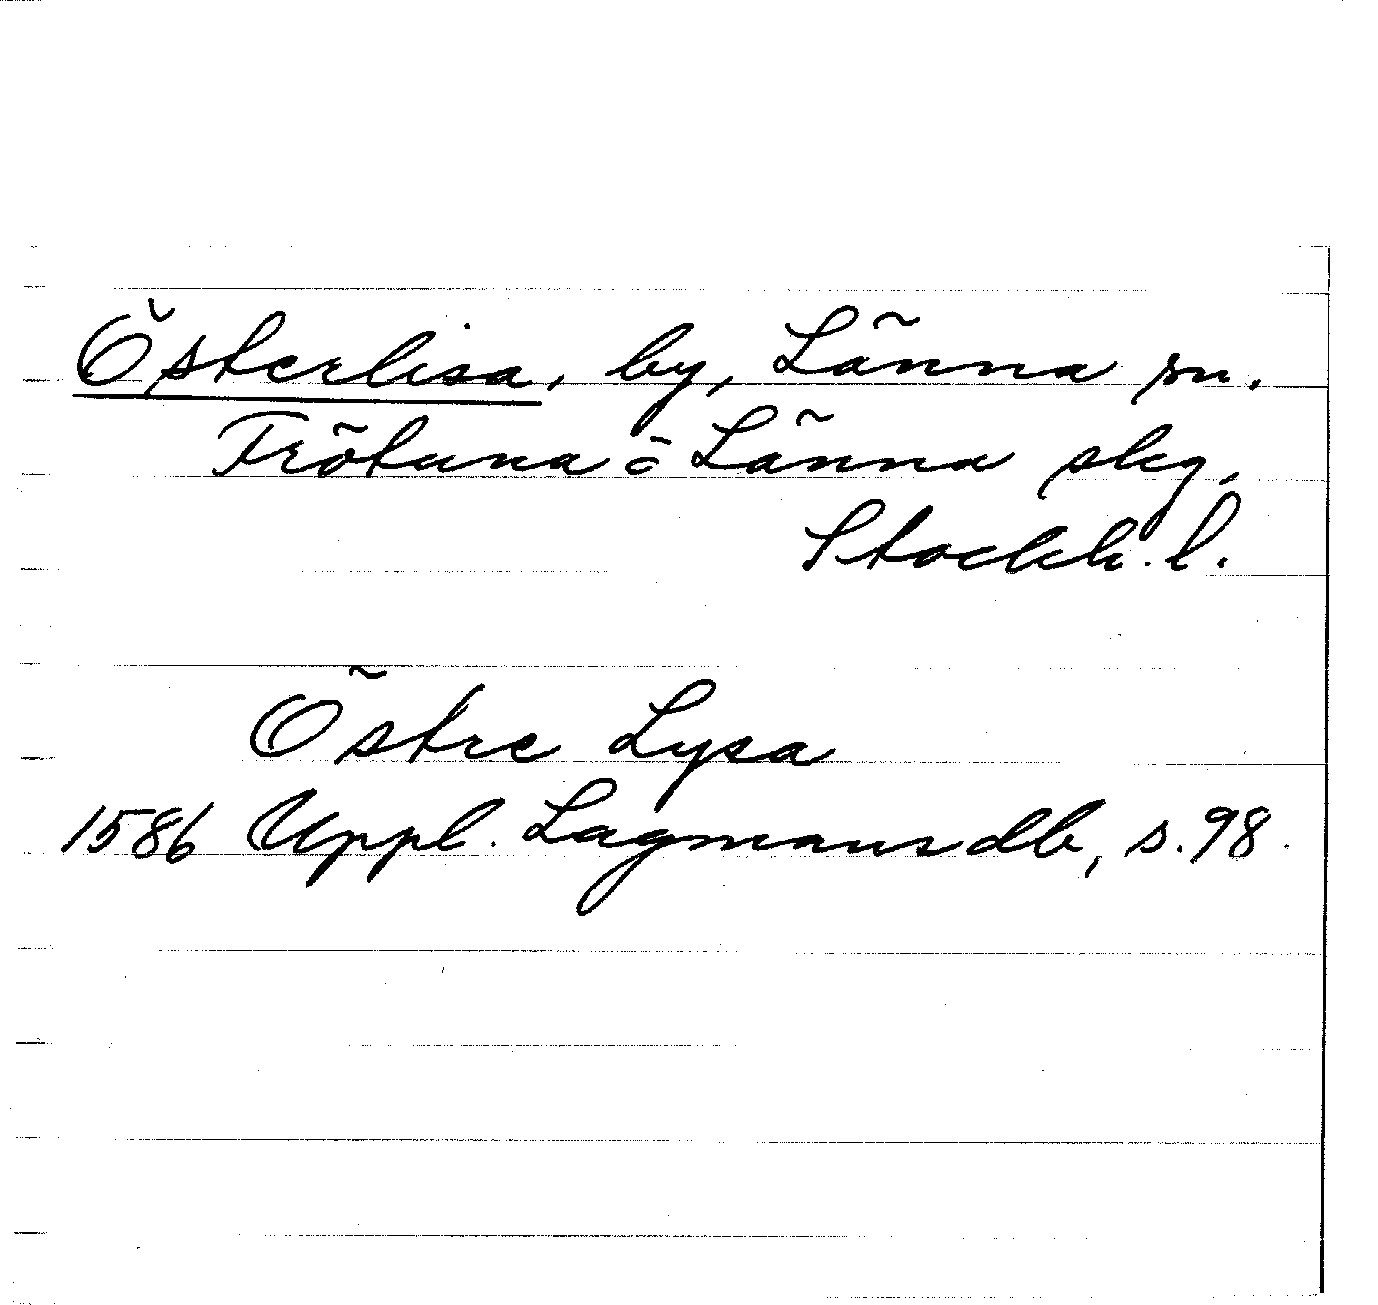 Österlisa, by, Länna sn.
Frötuna o Länna skg.
Stockh. l.
Östre Lysa
1586 Uppl. Lagmansdb, s. 98.